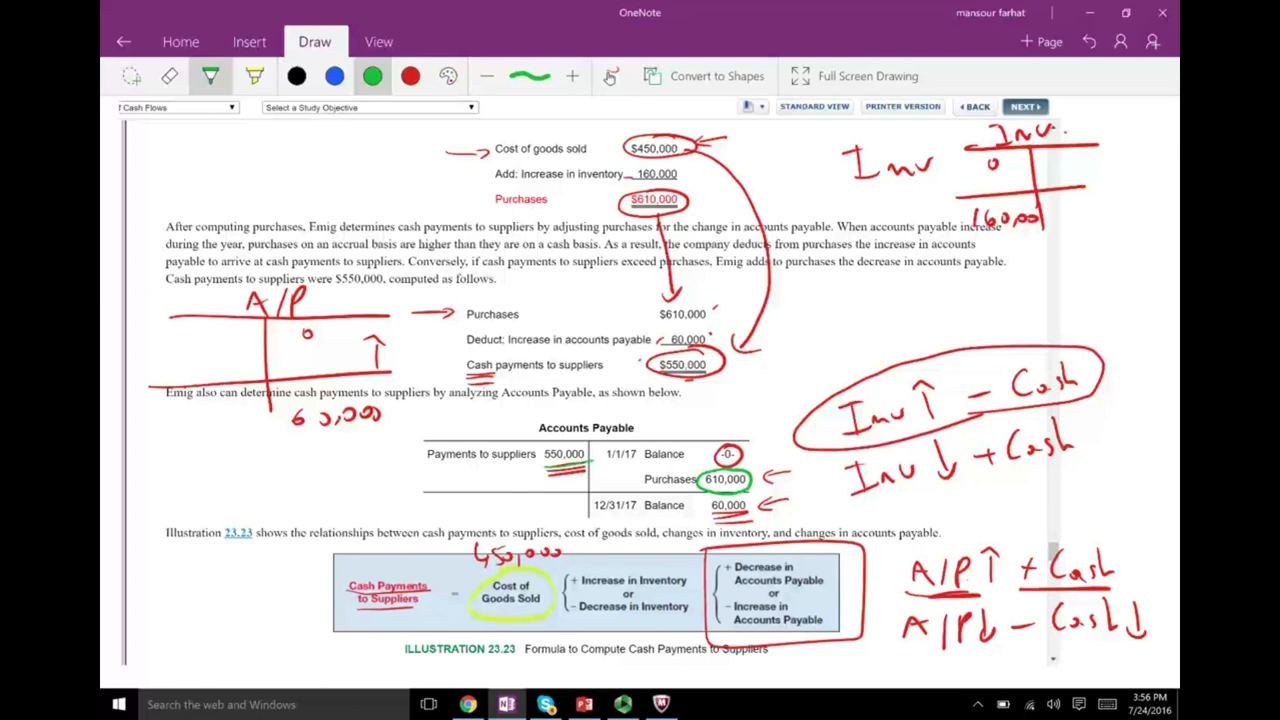 OneNote
mansour farhat
Home Insert Draw View
+ Page
Convert to Shapes Full Screen Drawing
f Cash Flows Select a Study Objective STANDARD VIEW PRINTER VERSION BACK NEXT
Inv.
Cost of goods sold $450,000
Inv 0
Add: Increase in inventory 160,000
Purchases $610,000
160,000
After computing purchases, Emig determines cash payments to suppliers by adjusting purchases for the change in accounts payable. When accounts payable increase
during the year, purchases on an accrual basis are higher than they are on a cash basis. As a result, the company deducts from purchases the increase in accounts
payable to arrive at cash payments to suppliers. Conversely, if cash payments to suppliers exceed purchases, Emig adds to purchases the decrease in accounts payable.
Cash payments to suppliers were $550,000, computed as follows.
A/P
Purchases $610,000
0
Deduct: Increase in accounts payable 60,000
↑
Cash payments to suppliers $550,000
Emig also can determine cash payments to suppliers by analyzing Accounts Payable, as shown below.
60,000
Inv ↑ – Cash
Accounts Payable
Payments to suppliers 550,000 1/1/17 Balance -0-
Inv ↓ + Cash
Purchases 610,000
12/31/17 Balance 60,000
Illustration 23.23 shows the relationships between cash payments to suppliers, cost of goods sold, changes in inventory, and changes in accounts payable.
450,000
Cash Payments
to Suppliers
=
Cost of
Goods Sold
+ Increase in Inventory
or
- Decrease in Inventory
+ Decrease in
Accounts Payable
or
- Increase in
Accounts Payable
A/P ↑ + Cash
A/P ↓ – Cash ↓
ILLUSTRATION 23.23 Formula to Compute Cash Payments to Suppliers
Search the web and Windows
3:56 PM
7/24/2016